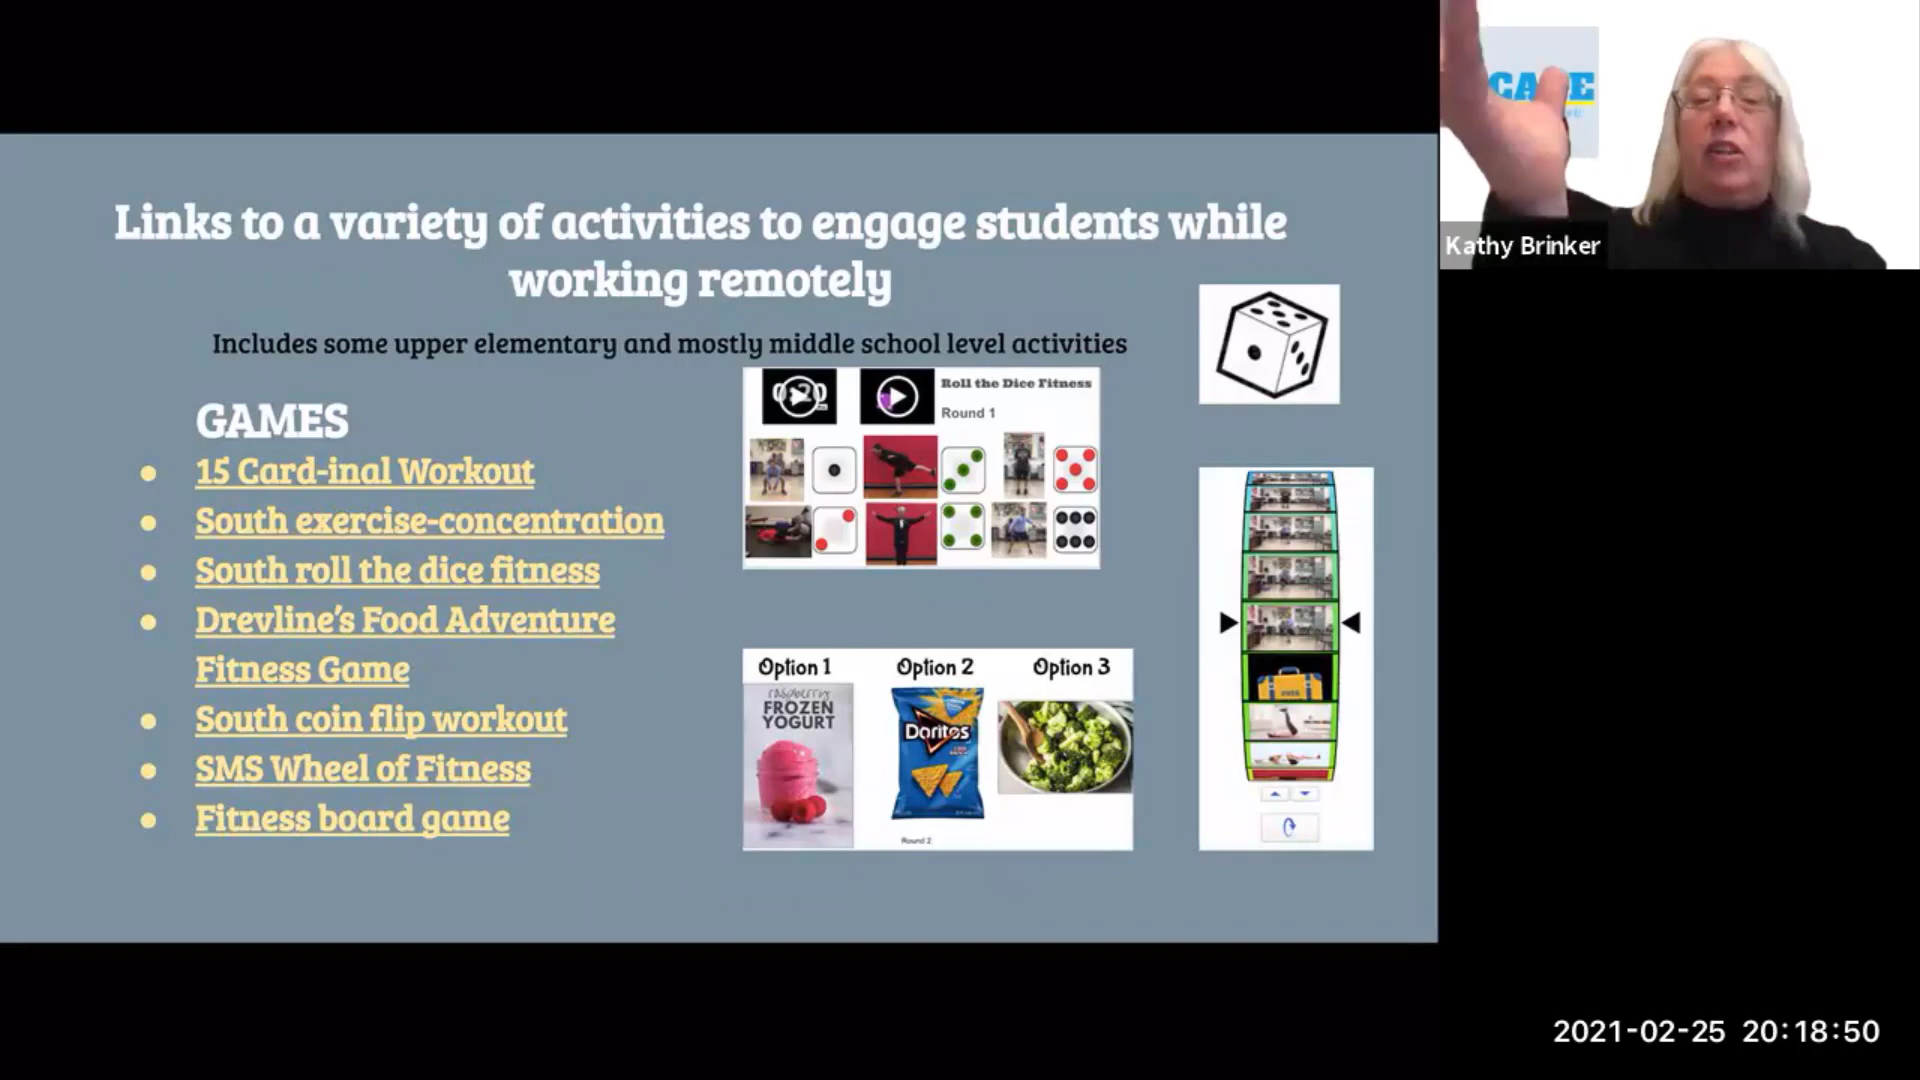 Links to a variety of activities to engage students while
working remotely
Includes some upper elementary and mostly middle school level activities
GAMES
15 Card-inal Workout
South exercise-concentration
South roll the dice fitness
Drevline's Food Adventure
Fitness Game
South coin flip workout
SMS Wheel of Fitness
Fitness board game
Roll the Dice Fitness
Round 1
Option 1
Option 2
Option 3
raspberry
FROZEN
YOGURT
Doritos
Round 2
Kathy Brinker
2021-02-25 20:18:50